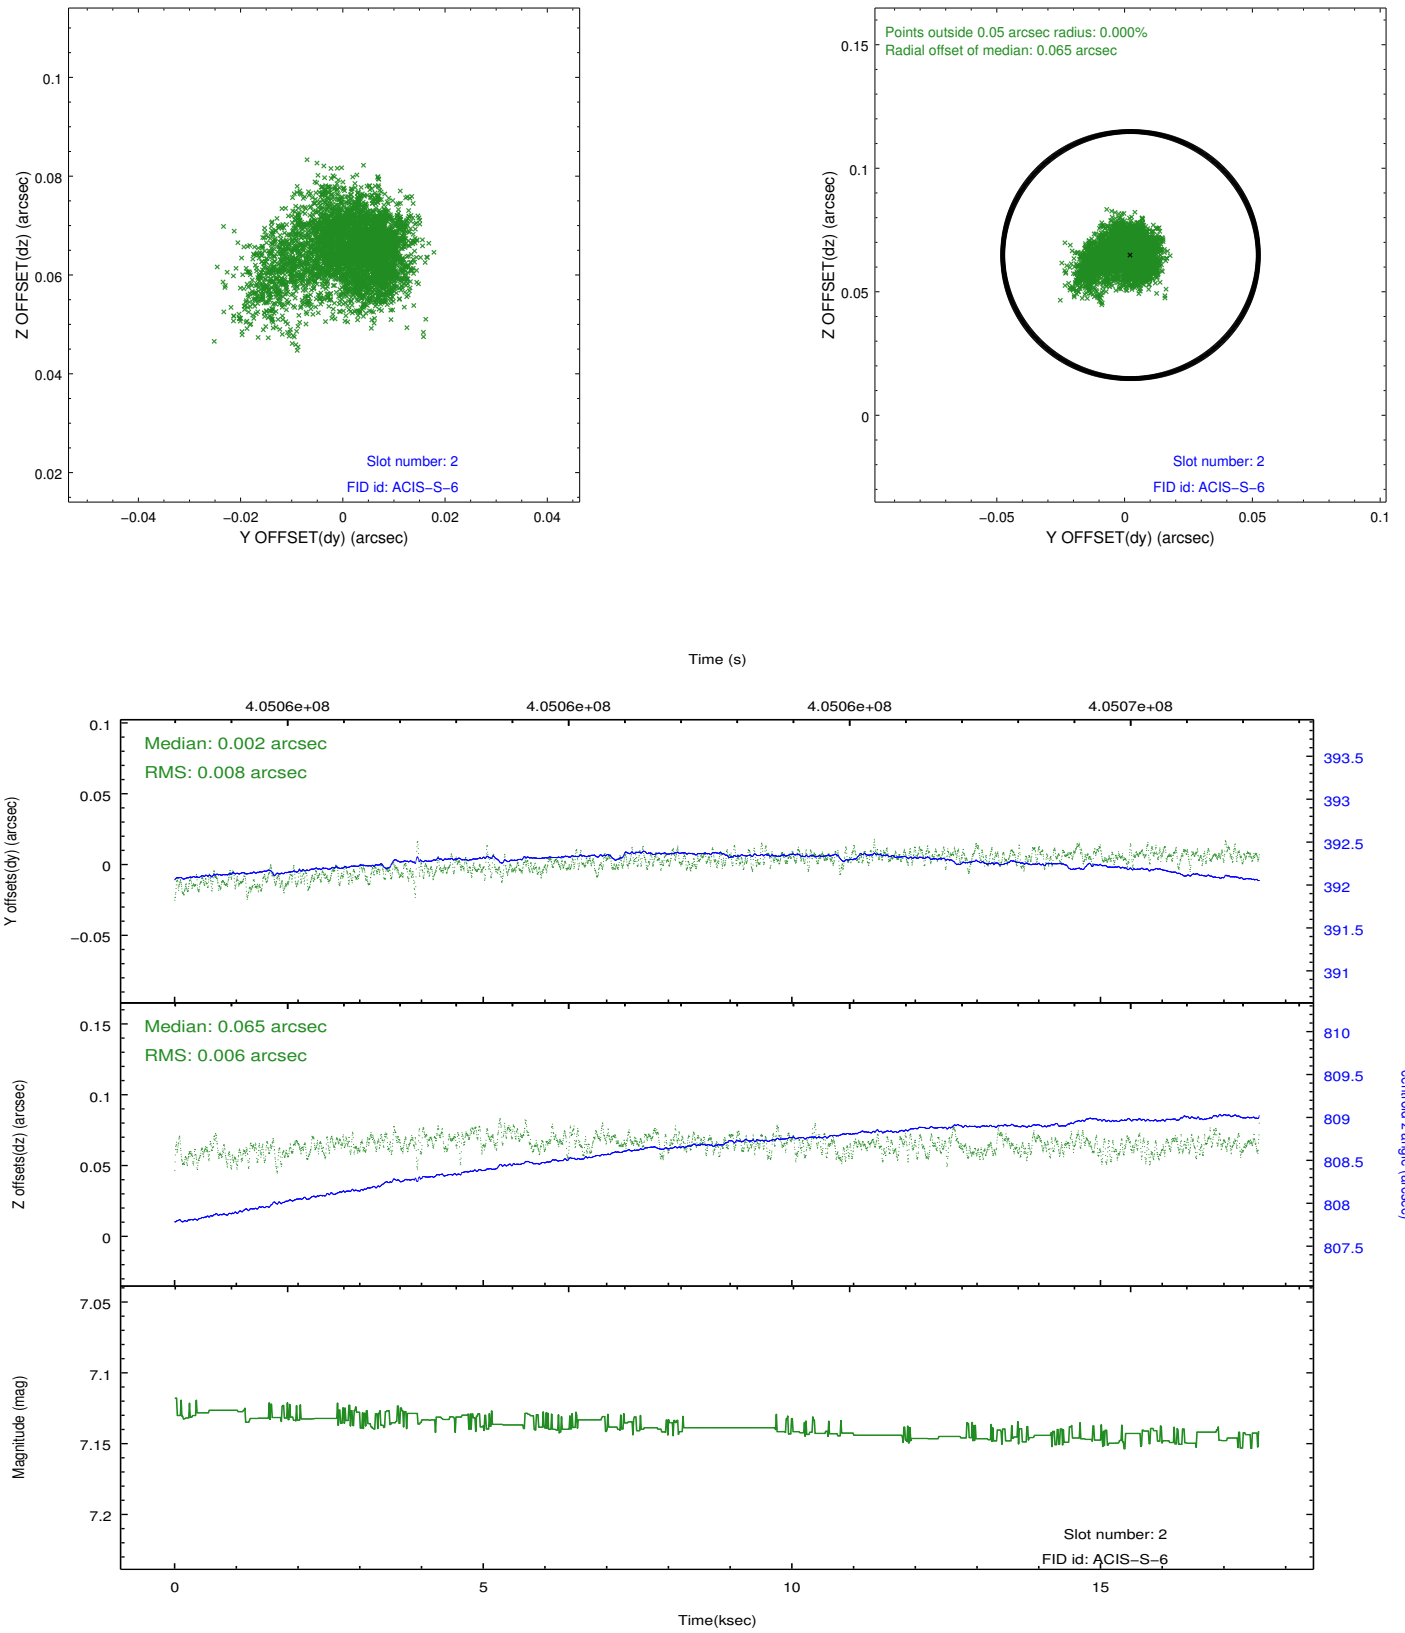 0.1
0.08
0.06
0.04
0.02
−0.04
−0.02
0
0.02
0.04
Z OFFSET(dz) (arcsec)
Y OFFSET(dy) (arcsec)
Slot number: 2
FID id: ACIS−S−6
Points outside 0.05 arcsec radius: 0.000%
Radial offset of median: 0.065 arcsec
0.15
0.1
0.05
0
−0.05
0
0.05
0.1
Z OFFSET(dz) (arcsec)
Y OFFSET(dy) (arcsec)
Slot number: 2
FID id: ACIS−S−6
Time (s)
4.0506e+08
4.0506e+08
4.0506e+08
4.0507e+08
Median: 0.002 arcsec
RMS: 0.008 arcsec
0.1
0.05
0
−0.05
Y offsets(dy) (arcsec)
393.5
393
392.5
392
391.5
391
Median: 0.065 arcsec
RMS: 0.006 arcsec
0.15
0.1
0.05
0
Z offsets(dz) (arcsec)
810
809.5
809
808.5
808
807.5
centroid z angle (arcsec)
7.05
7.1
7.15
7.2
Magnitude (mag)
Slot number: 2
FID id: ACIS−S−6
0
5
10
15
Time(ksec)